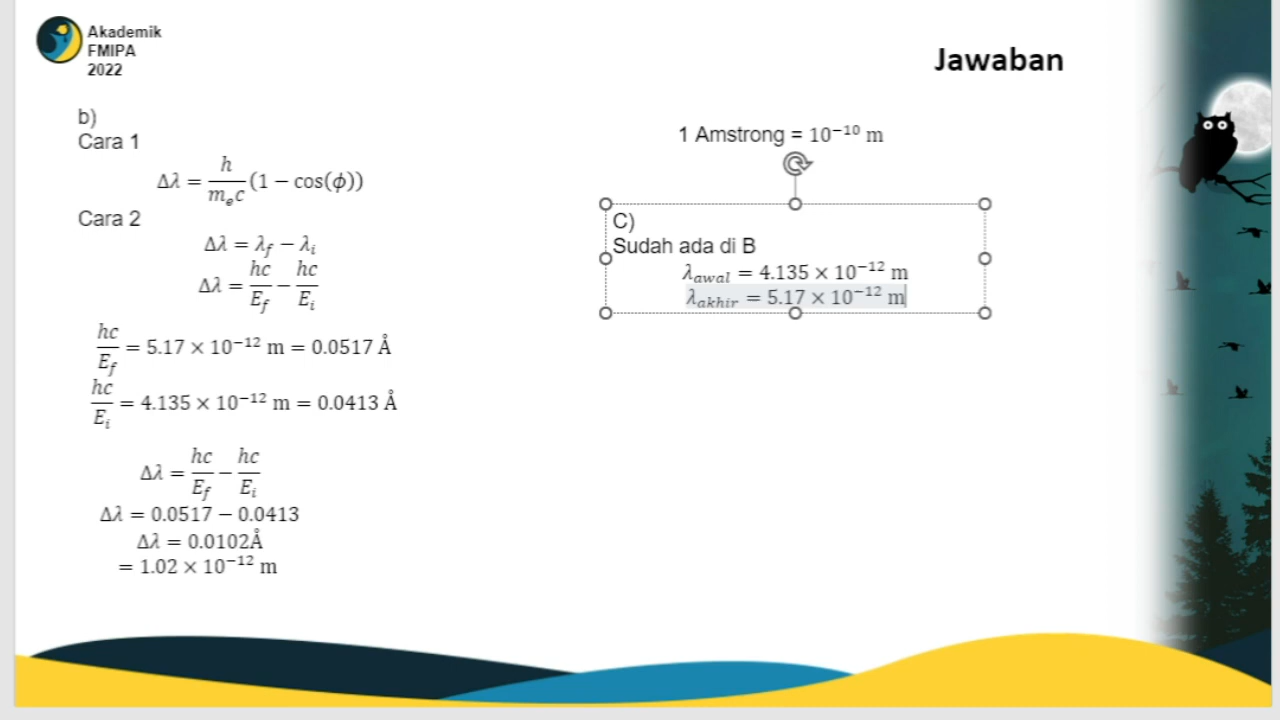 Akademik
FMIPA
2022
Jawaban
b)
Cara 1
Δλ = h/(mₑc) (1 − cos(ϕ))
Cara 2
Δλ = λ_f − λ_i
Δλ = hc/E_f − hc/E_i
hc/E_f = 5.17 × 10⁻¹² m = 0.0517 Å
hc/E_i = 4.135 × 10⁻¹² m = 0.0413 Å
Δλ = hc/E_f − hc/E_i
Δλ = 0.0517 − 0.0413
Δλ = 0.0102Å
= 1.02 × 10⁻¹² m
1 Amstrong = 10⁻¹⁰ m
C)
Sudah ada di B
λ_awal = 4.135 × 10⁻¹² m
λ_akhir = 5.17 × 10⁻¹² m